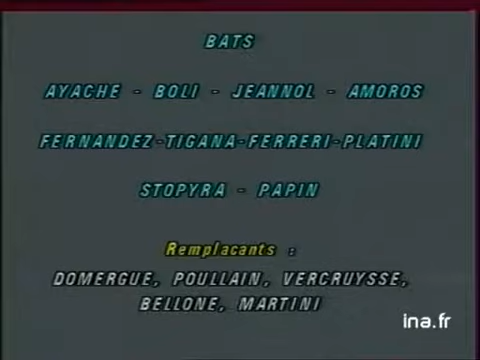 BATS
AYACHE - BOLI - JEANNOL - AMOROS
FERNANDEZ-TIGANA-FERRERI-PLATINI
STOPYRA - PAPIN
Remplacants :
DOMERGUE, POULLAIN, VERCRUYSSE,
BELLONE, MARTINI
ina.fr